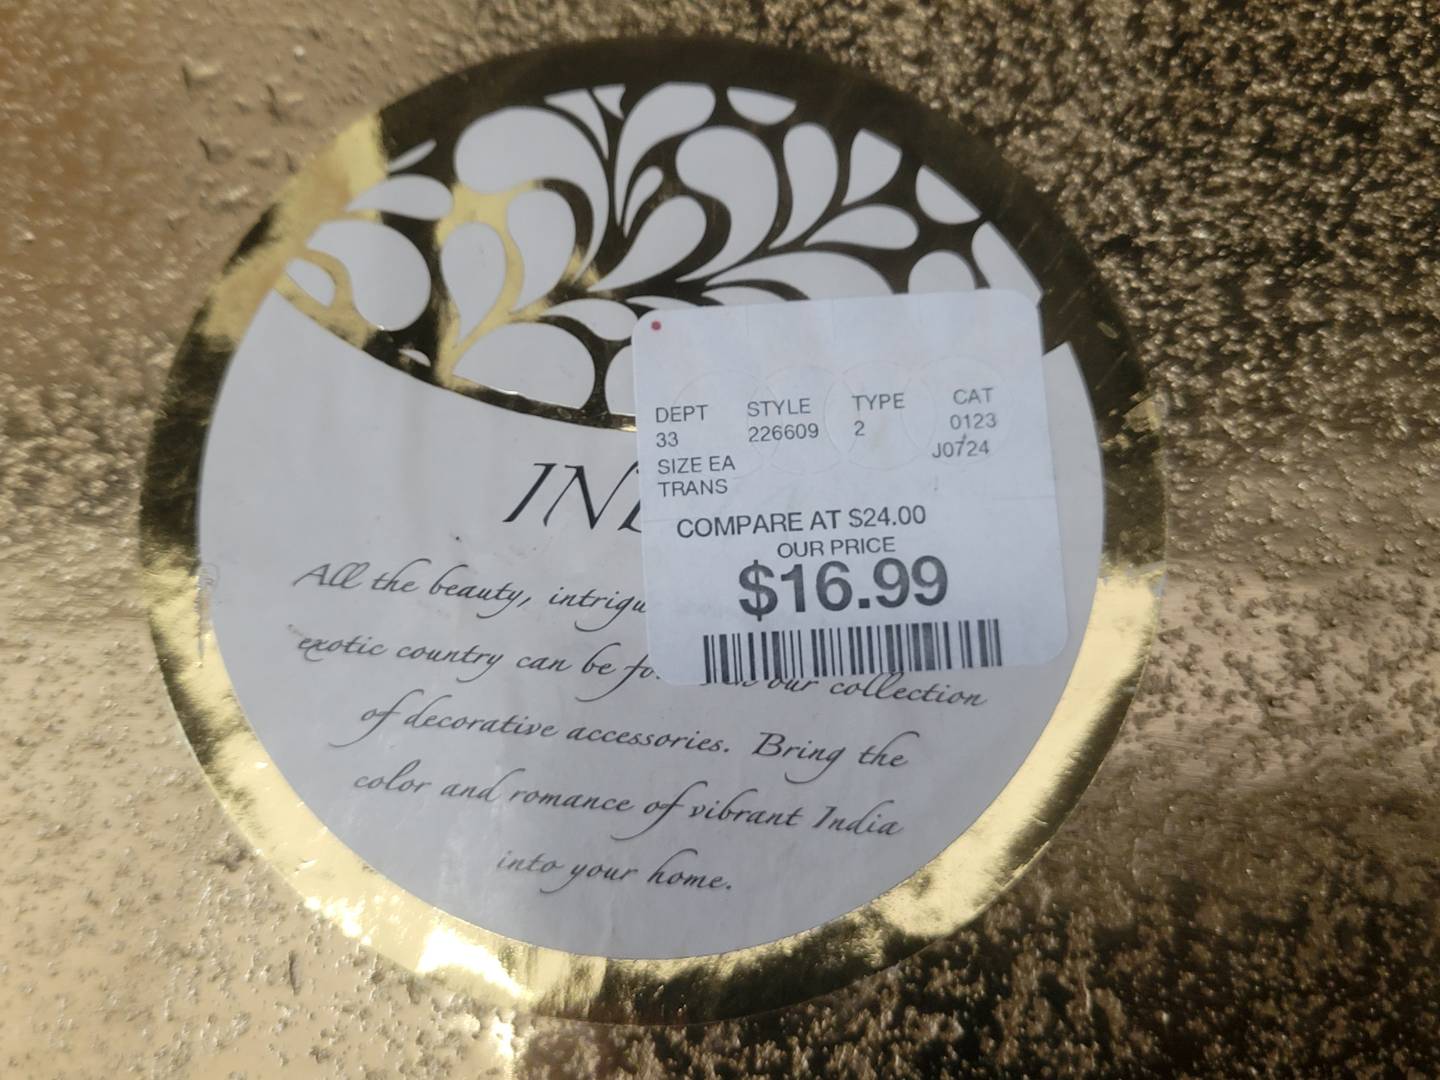 DEPT STYLE TYPE CAT
33 226609 2 0123
J0724
SIZE EA
TRANS
COMPARE AT $24.00
OUR PRICE
$16.99
IN
All the beauty, intrigu
exotic country can be fo our collection
of decorative accessories. Bring the
color and romance of vibrant India
into your home.